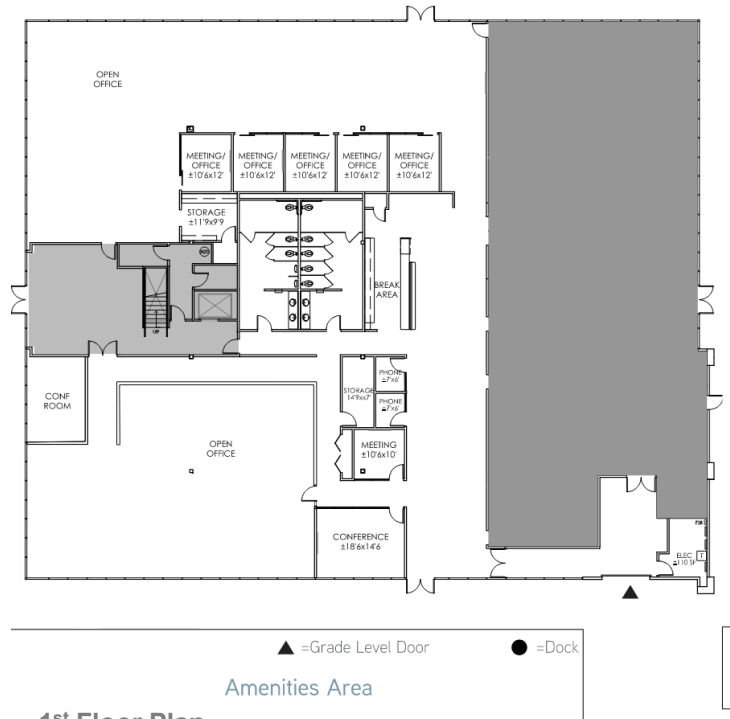 OPEN
OFFICE
MEETING/
OFFICE
±10'6x12'
MEETING/
OFFICE
±10'6x12'
MEETING/
OFFICE
±10'6x12'
MEETING/
OFFICE
±10'6x12'
MEETING/
OFFICE
±10'6x12'
STORAGE
±11'9x9'9
BREAK
AREA
UP
CONF
ROOM
OPEN
OFFICE
STORAGE
14'9xx7'
PHONE
±7'x6'
PHONE
±7'x6'
MEETING
±10'6x10'
CONFERENCE
±18'6x14'6
ELEC
±110 SF
T
=Grade Level Door
=Dock
Amenities Area
1st Floor Plan